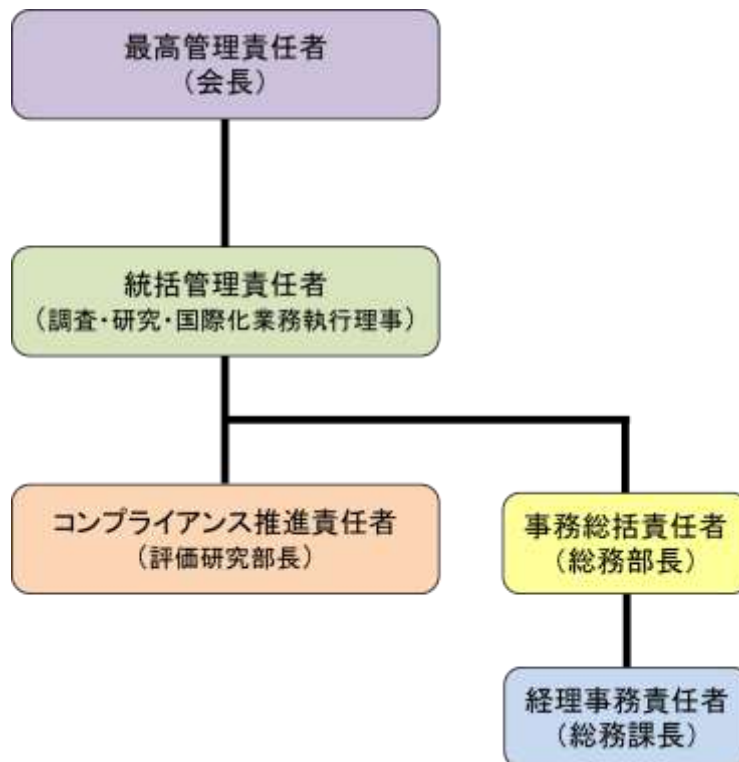 最高管理責任者
（会長）
統括管理責任者
（調査・研究・国際化業務執行理事）
コンプライアンス推進責任者
（評価研究部長）
事務総括責任者
（総務部長）
経理事務責任者
（総務課長）